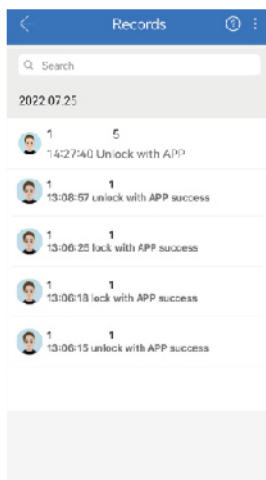 Records
Search
2022.07.25
1 5
14:27:40 Unlock with APP
1 1
13:08:57 unlock with APP success
1 1
13:06:25 lock with APP success
1 1
13:06:18 lock with APP success
1 1
13:06:15 unlock with APP success